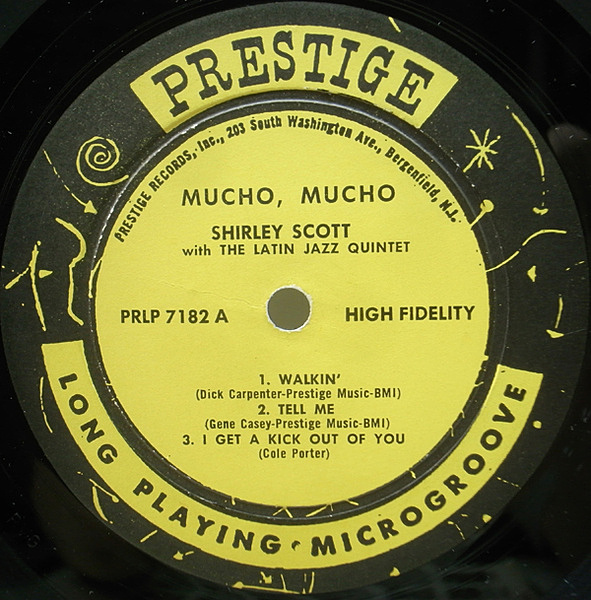 PRESTIGE
PRESTIGE RECORDS, Inc., 203 South Washington Ave., Bergenfield, N.J.
MUCHO, MUCHO
SHIRLEY SCOTT
with THE LATIN JAZZ QUINTET
PRLP 7182 A HIGH FIDELITY
1. WALKIN'
(Dick Carpenter-Prestige Music-BMI)
2. TELL ME
(Gene Casey-Prestige Music-BMI)
3. I GET A KICK OUT OF YOU
(Cole Porter)
LONG PLAYING • MICROGROOVE